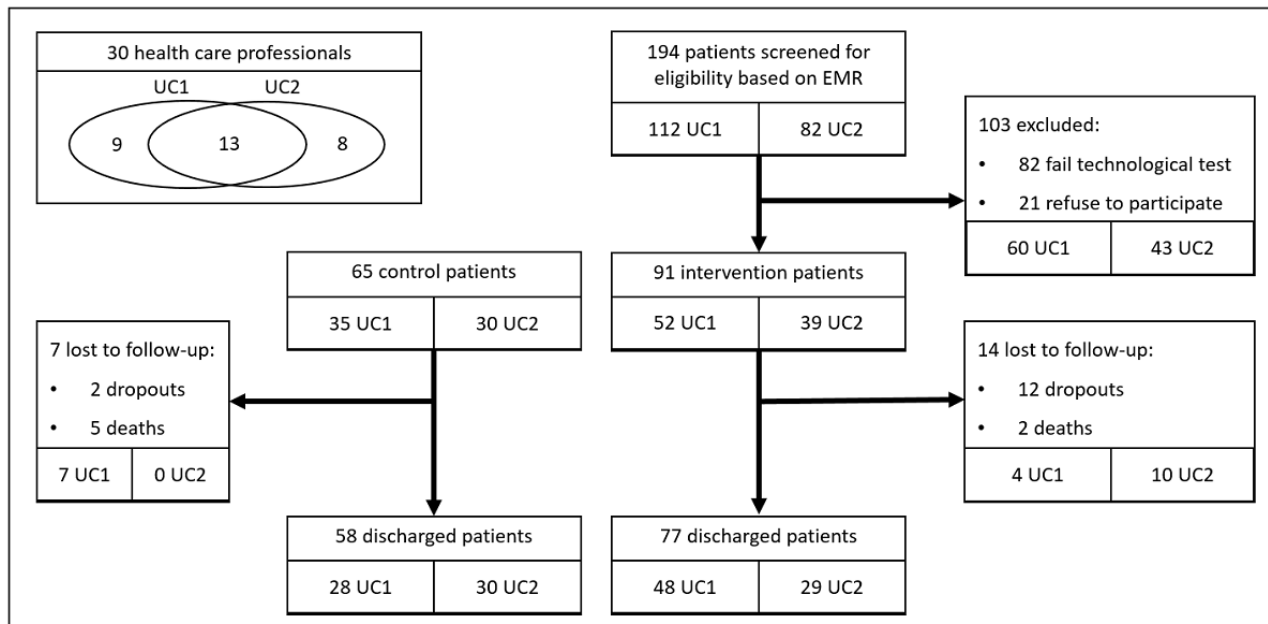 30 health care professionals
UC1
UC2
9
13
8
194 patients screened for
eligibility based on EMR
112 UC1
82 UC2
103 excluded:
• 82 fail technological test
• 21 refuse to participate
60 UC1
43 UC2
65 control patients
35 UC1
30 UC2
91 intervention patients
52 UC1
39 UC2
7 lost to follow-up:
• 2 dropouts
• 5 deaths
7 UC1
0 UC2
14 lost to follow-up:
• 12 dropouts
• 2 deaths
4 UC1
10 UC2
58 discharged patients
28 UC1
30 UC2
77 discharged patients
48 UC1
29 UC2